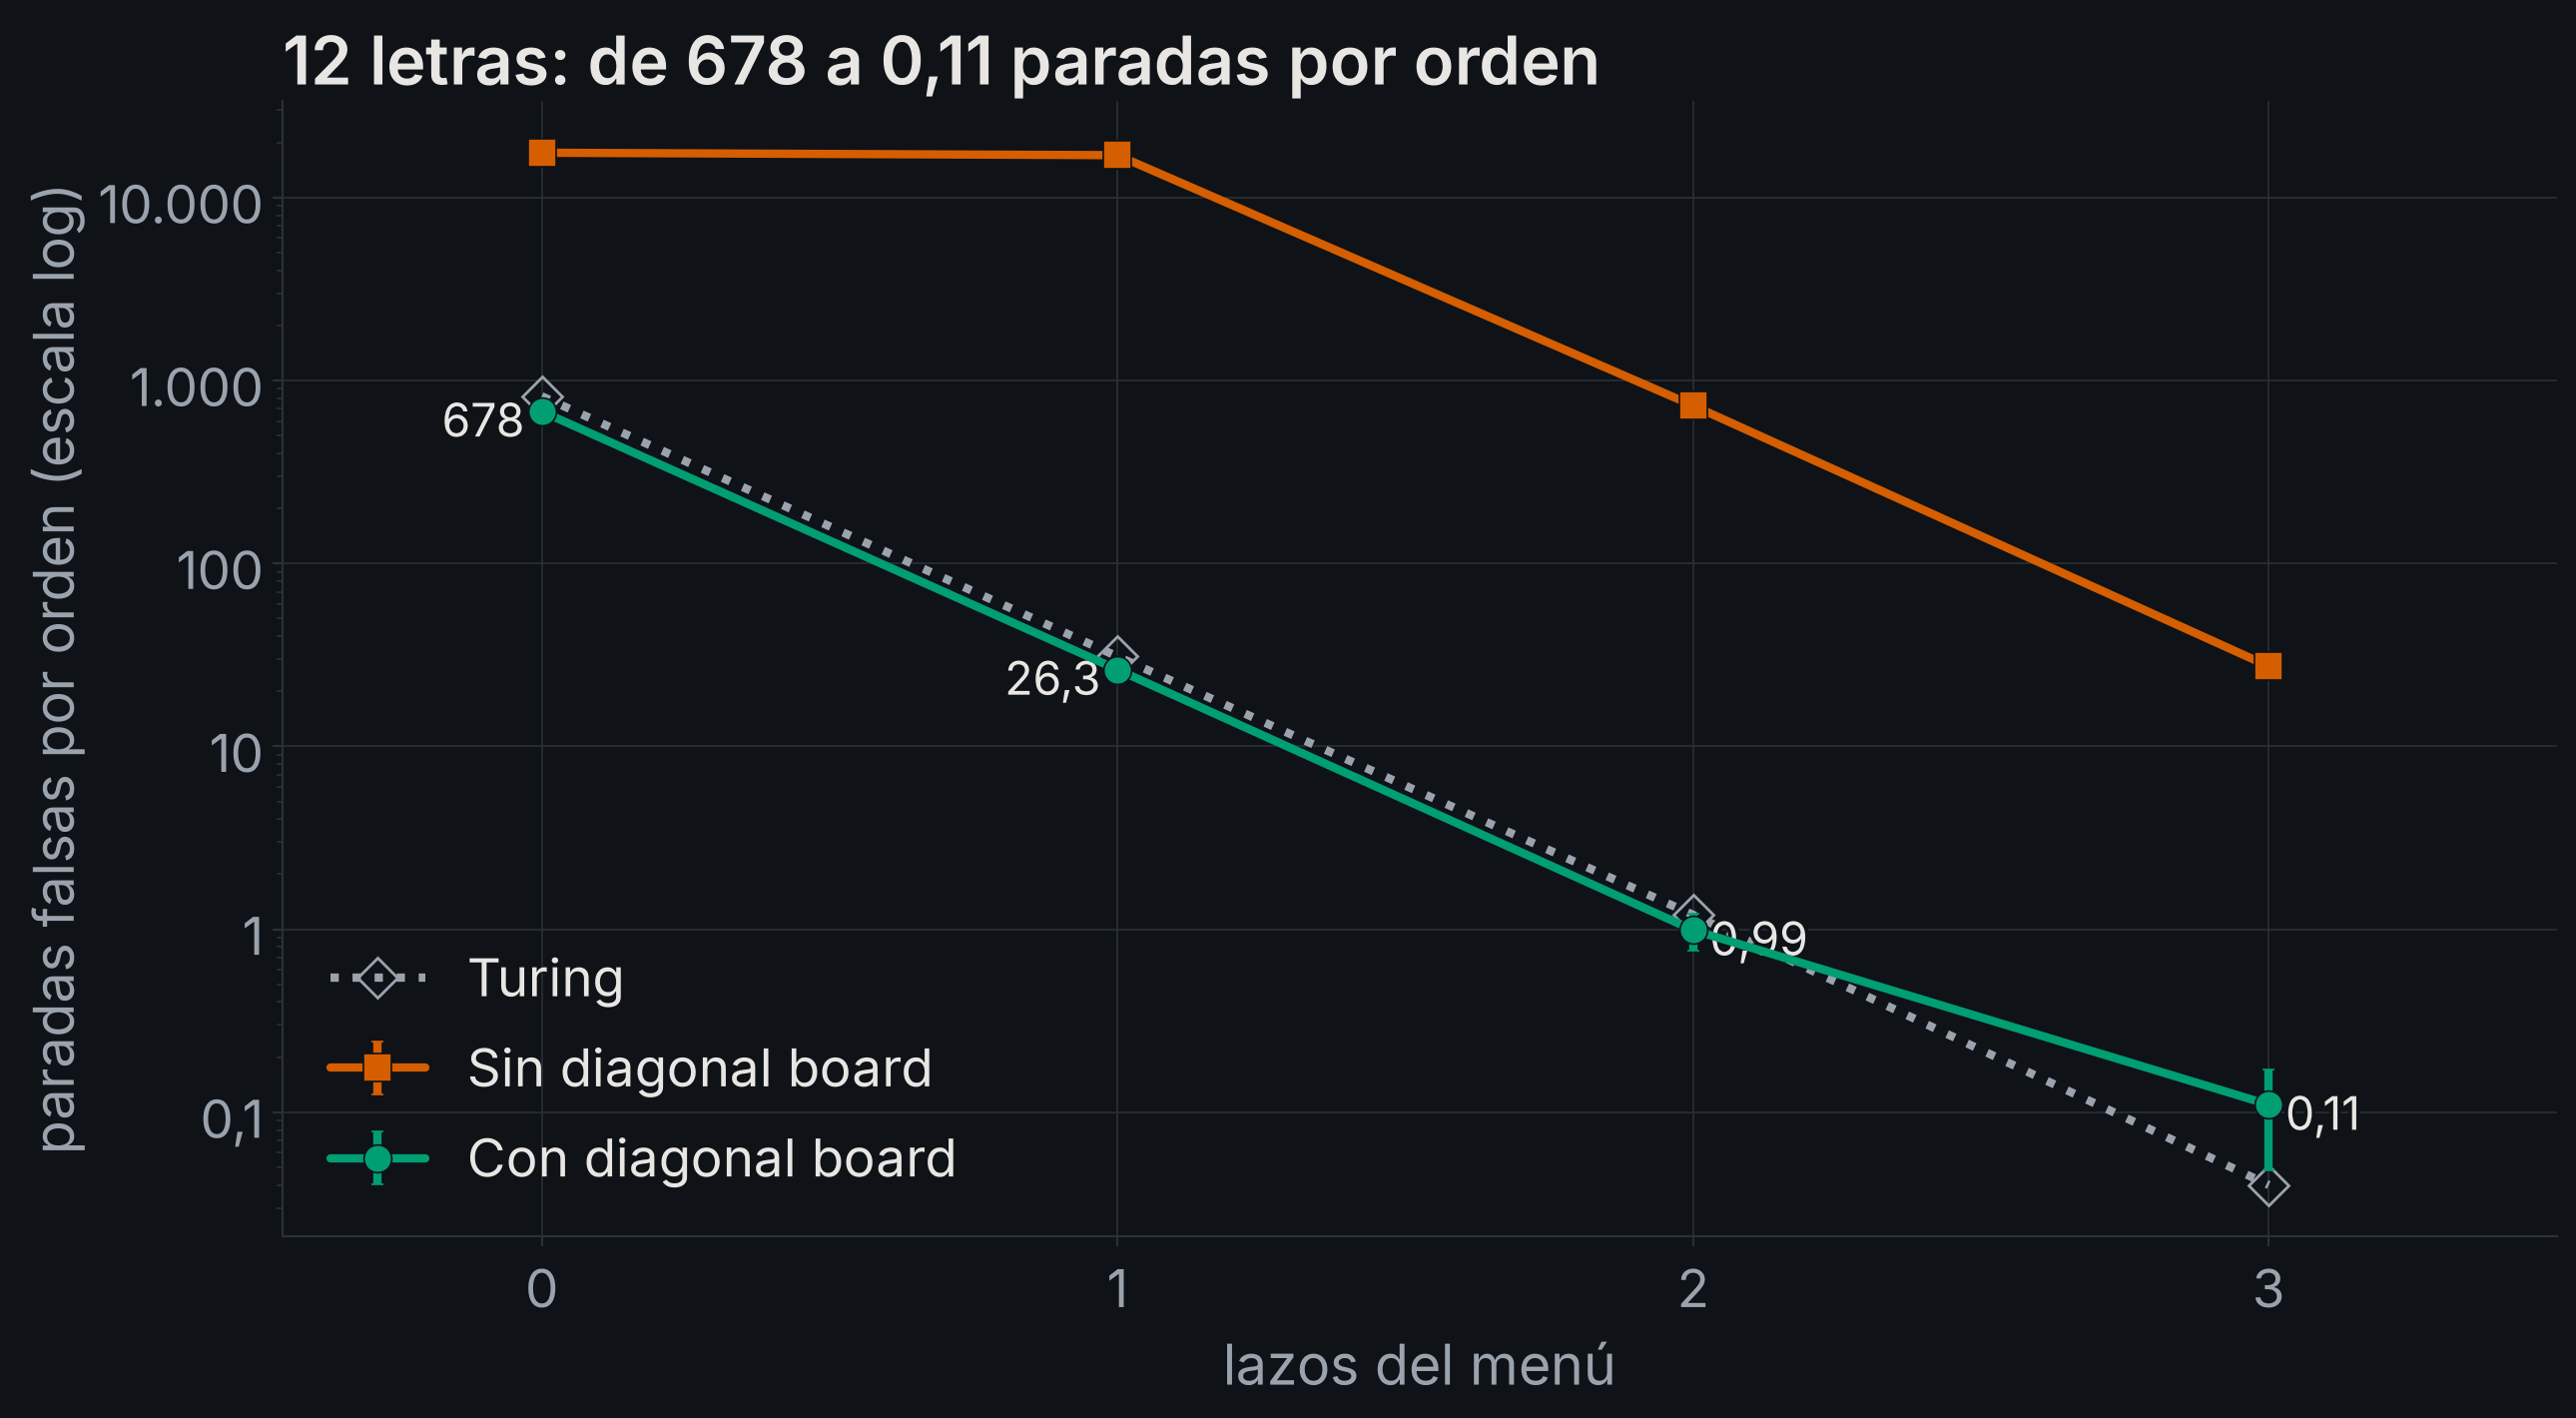 12 letras: de 678 a 0,11 paradas por orden
paradas falsas por orden (escala log)
10.000
1.000
100
10
1
0,1
678
26,3
0,99
0,11
Turing
Sin diagonal board
Con diagonal board
0
1
2
3
lazos del menú